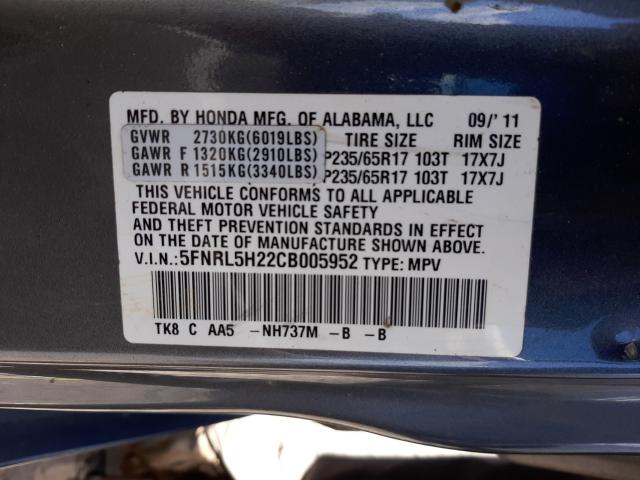 MFD. BY HONDA MFG. OF ALABAMA, LLC 09/' 11
GVWR 2730KG(6019LBS) TIRE SIZE RIM SIZE
GAWR F 1320KG(2910LBS) P235/65R17 103T 17X7J
GAWR R 1515KG(3340LBS) P235/65R17 103T 17X7J
THIS VEHICLE CONFORMS TO ALL APPLICABLE
FEDERAL MOTOR VEHICLE SAFETY
AND THEFT PREVENTION STANDARDS IN EFFECT
ON THE DATE OF MANUFACTURE SHOWN ABOVE.
V.I.N.:5FNRL5H22CB005952 TYPE: MPV
TK8 C AA5 -NH737M -B -B